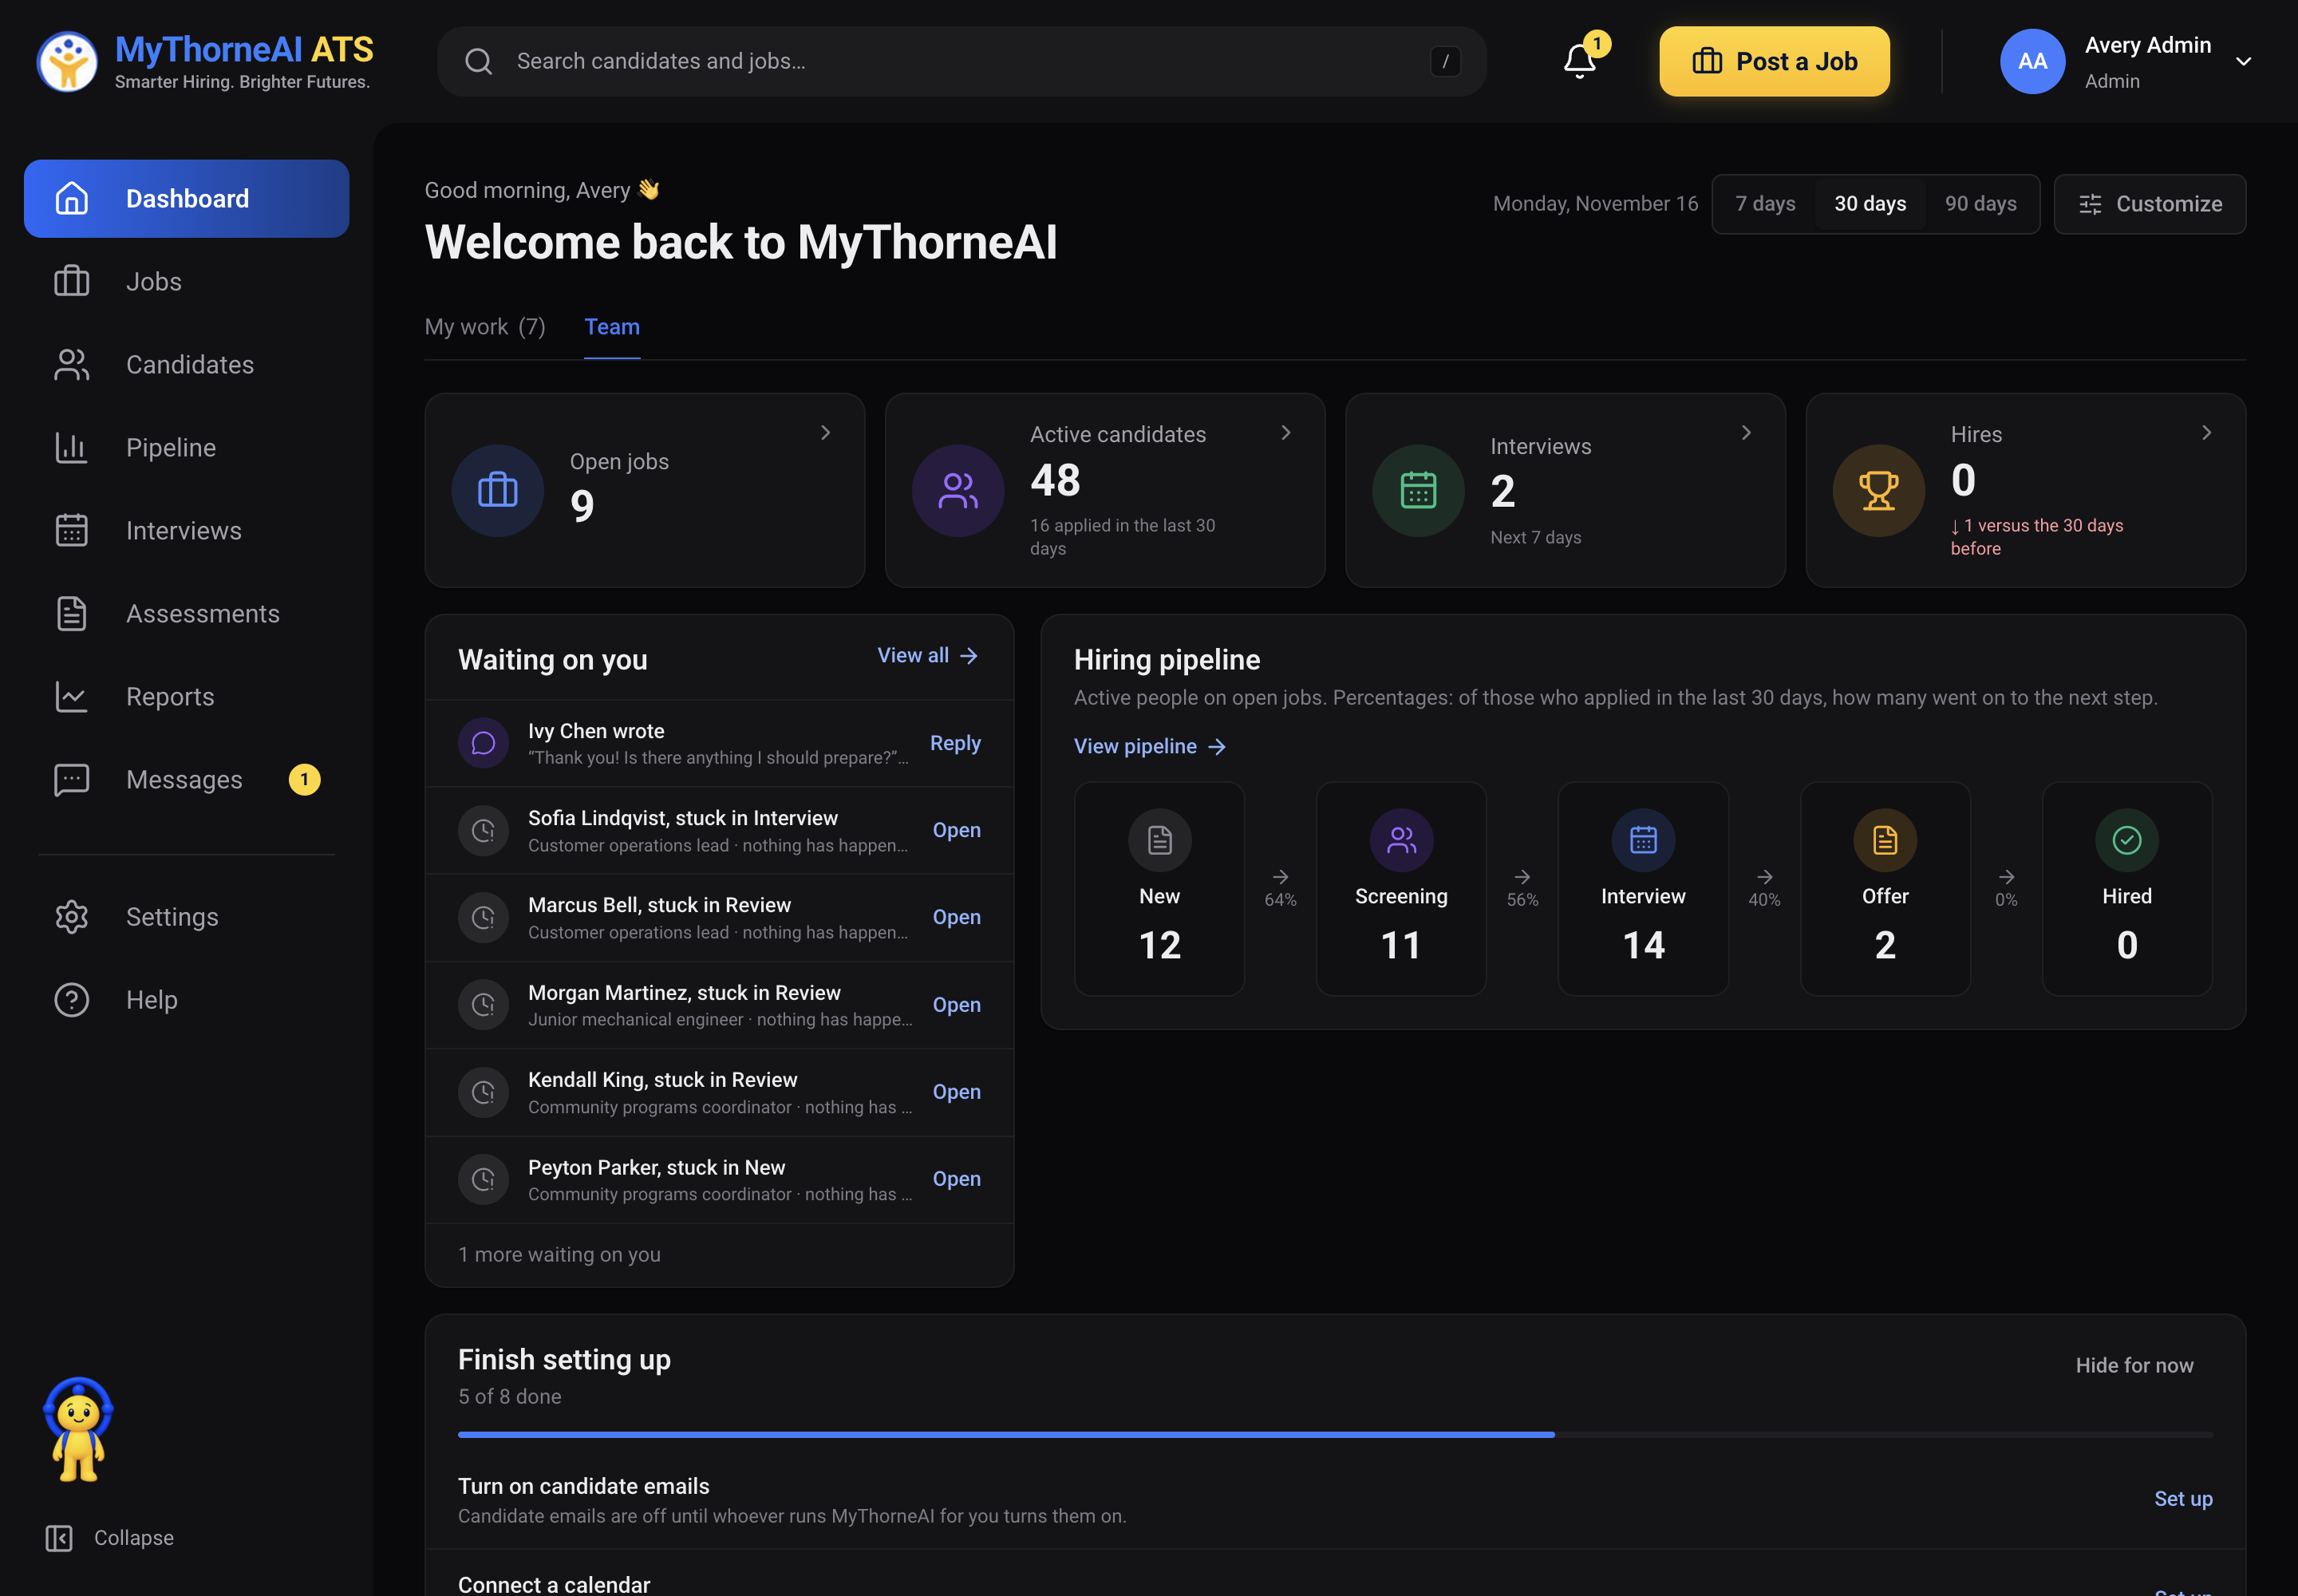 MyThorneAI ATS
Smarter Hiring. Brighter Futures.
Search candidates and jobs…
/
1
Post a Job
AA
Avery Admin
Admin
Dashboard
Jobs
Candidates
Pipeline
Interviews
Assessments
Reports
Messages
1
Settings
Help
Collapse
Good morning, Avery 👋
Welcome back to MyThorneAI
Monday, November 16
7 days
30 days
90 days
Customize
My work (7)
Team
Open jobs
9
Active candidates
48
16 applied in the last 30
days
Interviews
2
Next 7 days
Hires
0
↓ 1 versus the 30 days
before
Waiting on you
View all →
Ivy Chen wrote
“Thank you! Is there anything I should prepare?”…
Reply
Sofia Lindqvist, stuck in Interview
Customer operations lead · nothing has happen…
Open
Marcus Bell, stuck in Review
Customer operations lead · nothing has happen…
Open
Morgan Martinez, stuck in Review
Junior mechanical engineer · nothing has happe…
Open
Kendall King, stuck in Review
Community programs coordinator · nothing has …
Open
Peyton Parker, stuck in New
Community programs coordinator · nothing has …
Open
1 more waiting on you
Hiring pipeline
Active people on open jobs. Percentages: of those who applied in the last 30 days, how many went on to the next step.
View pipeline →
New
12
→
64%
Screening
11
→
56%
Interview
14
→
40%
Offer
2
→
0%
Hired
0
Finish setting up
5 of 8 done
Hide for now
Turn on candidate emails
Candidate emails are off until whoever runs MyThorneAI for you turns them on.
Set up
Connect a calendar
Set up